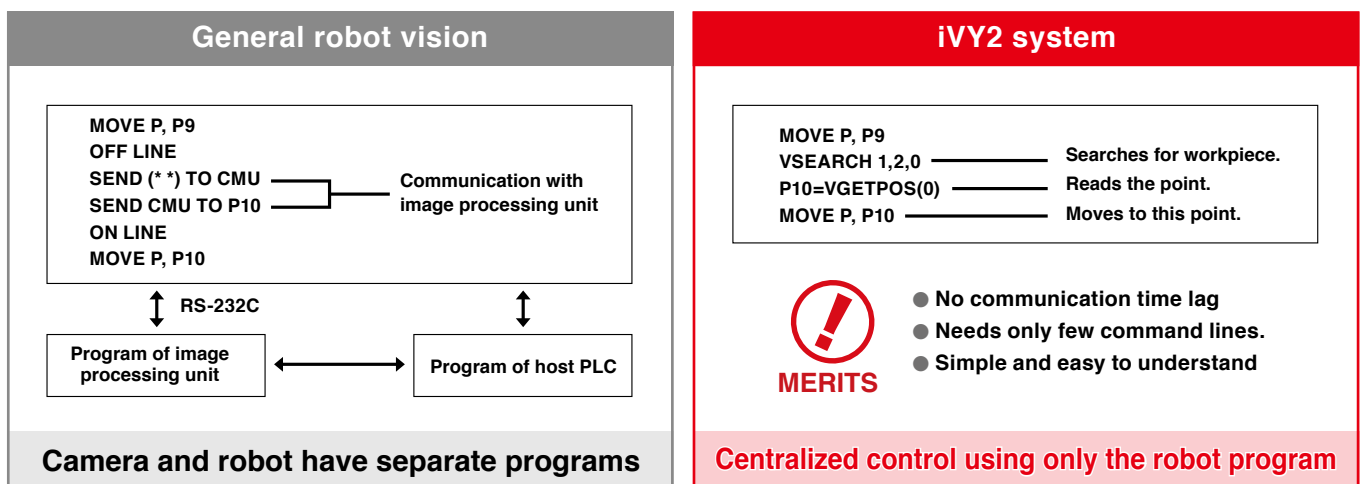 General robot vision
MOVE P, P9
OFF LINE
SEND (* *) TO CMU
SEND CMU TO P10
ON LINE
MOVE P, P10
Communication with
image processing unit
RS-232C
Program of image
processing unit
Program of host PLC
Camera and robot have separate programs
iVY2 system
MOVE P, P9
VSEARCH 1,2,0
P10=VGETPOS(0)
MOVE P, P10
Searches for workpiece.
Reads the point.
Moves to this point.
MERITS
● No communication time lag
● Needs only few command lines.
● Simple and easy to understand
Centralized control using only the robot program